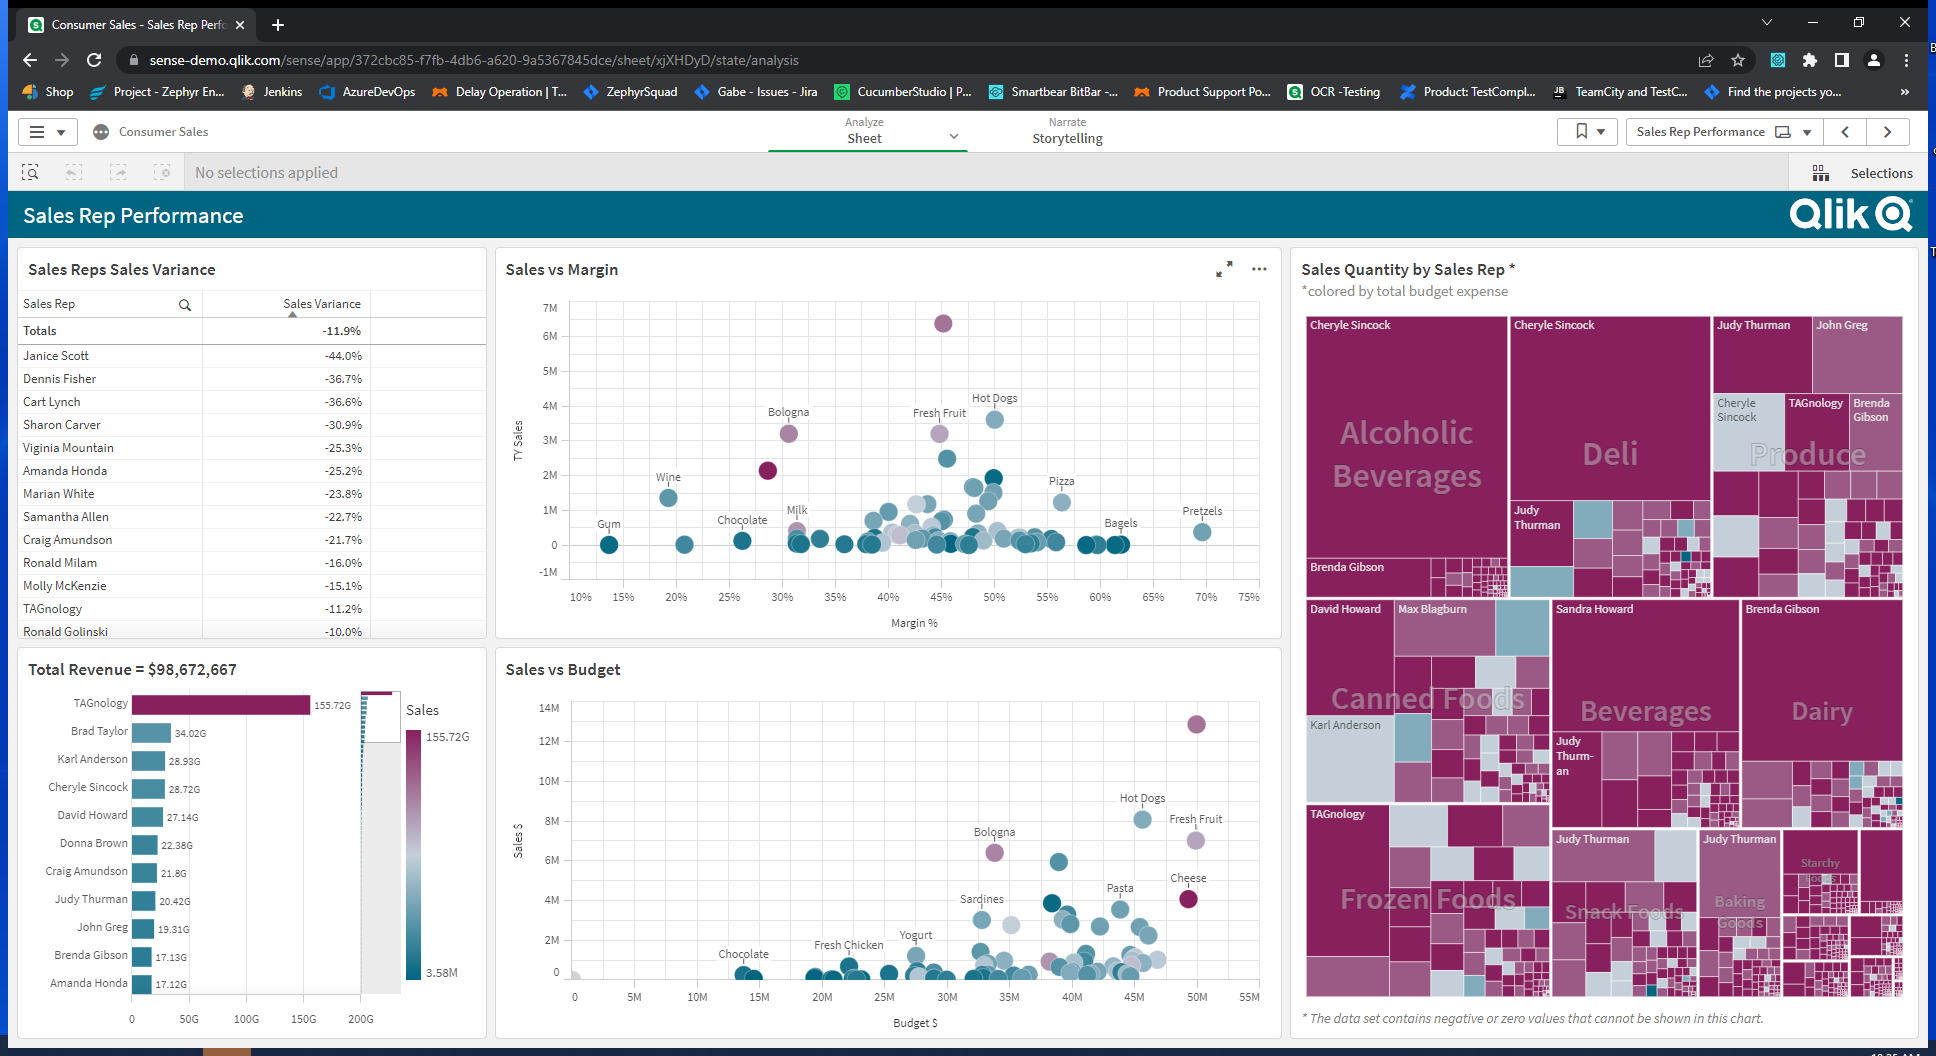 Consumer Sales - Sales Rep Perfo
sense-demo.qlik.com/sense/app/372cbc85-f7fb-4db6-a620-9a5367845dce/sheet/xjXHDyD/state/analysis
Shop
Project - Zephyr En...
Jenkins
AzureDevOps
Delay Operation | T...
ZephyrSquad
Gabe - Issues - Jira
CucumberStudio | P...
Smartbear BitBar -...
Product Support Po...
OCR -Testing
Product: TestCompl...
TeamCity and TestC...
Find the projects yo...
Consumer Sales
Analyze
Sheet
Narrate
Storytelling
Sales Rep Performance
No selections applied
Selections
Sales Rep Performance
Qlik
Sales Reps Sales Variance
Sales Rep Sales Variance
Totals -11.9%
Janice Scott -44.0%
Dennis Fisher -36.7%
Cart Lynch -36.6%
Sharon Carver -30.9%
Viginia Mountain -25.3%
Amanda Honda -25.2%
Marian White -23.8%
Samantha Allen -22.7%
Craig Amundson -21.7%
Ronald Milam -16.0%
Molly McKenzie -15.1%
TAGnology -11.2%
Ronald Golinski -10.0%
Sales vs Margin
TY Sales
7M
6M
5M
4M
3M
2M
1M
0
-1M
Hot Dogs
Bologna
Fresh Fruit
Wine
Pizza
Milk
Pretzels
Chocolate
Gum
Bagels
10% 15% 20% 25% 30% 35% 40% 45% 50% 55% 60% 65% 70% 75%
Margin %
Sales Quantity by Sales Rep *
*colored by total budget expense
Cheryle Sincock
Alcoholic
Beverages
Brenda Gibson
Cheryle Sincock
Deli
Judy
Thurman
Judy Thurman
John Greg
Cheryle
Sincock
TAGnology
Brenda
Gibson
Produce
David Howard
Max Blagburn
Canned Foods
Karl Anderson
Sandra Howard
Beverages
Judy
Thurm-
an
Brenda Gibson
Dairy
TAGnology
Frozen Foods
Judy Thurman
Snack Foods
Judy Thurman
Baking
Goods
Starchy
Foods
* The data set contains negative or zero values that cannot be shown in this chart.
Total Revenue = $98,672,667
TAGnology 155.72G
Brad Taylor 34.02G
Karl Anderson 28.93G
Cheryle Sincock 28.72G
David Howard 27.14G
Donna Brown 22.38G
Craig Amundson 21.8G
Judy Thurman 20.42G
John Greg 19.31G
Brenda Gibson 17.13G
Amanda Honda 17.12G
0 50G 100G 150G 200G
Sales
155.72G
3.58M
Sales vs Budget
Sales $
14M
12M
10M
8M
6M
4M
2M
0
Hot Dogs
Fresh Fruit
Bologna
Cheese
Pasta
Sardines
Yogurt
Fresh Chicken
Chocolate
0 5M 10M 15M 20M 25M 30M 35M 40M 45M 50M 55M
Budget $